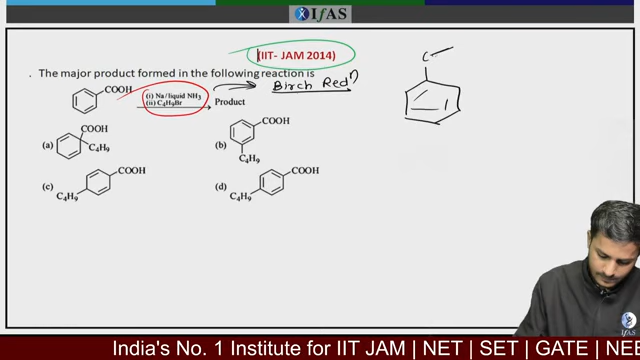 IfAS
(IIT- JAM 2014)
. The major product formed in the following reaction is
Birch Redⁿ)
COOH
(i) Na/liquid NH₃
(ii) C₄H₉Br
Product
C
(a)
COOH
C₄H₉
(b)
COOH
C₄H₉
(c)
COOH
C₄H₉
(d)
COOH
C₄H₉
IFAS
India's No. 1 Institute for IIT JAM | NET | SET | GATE | NEE